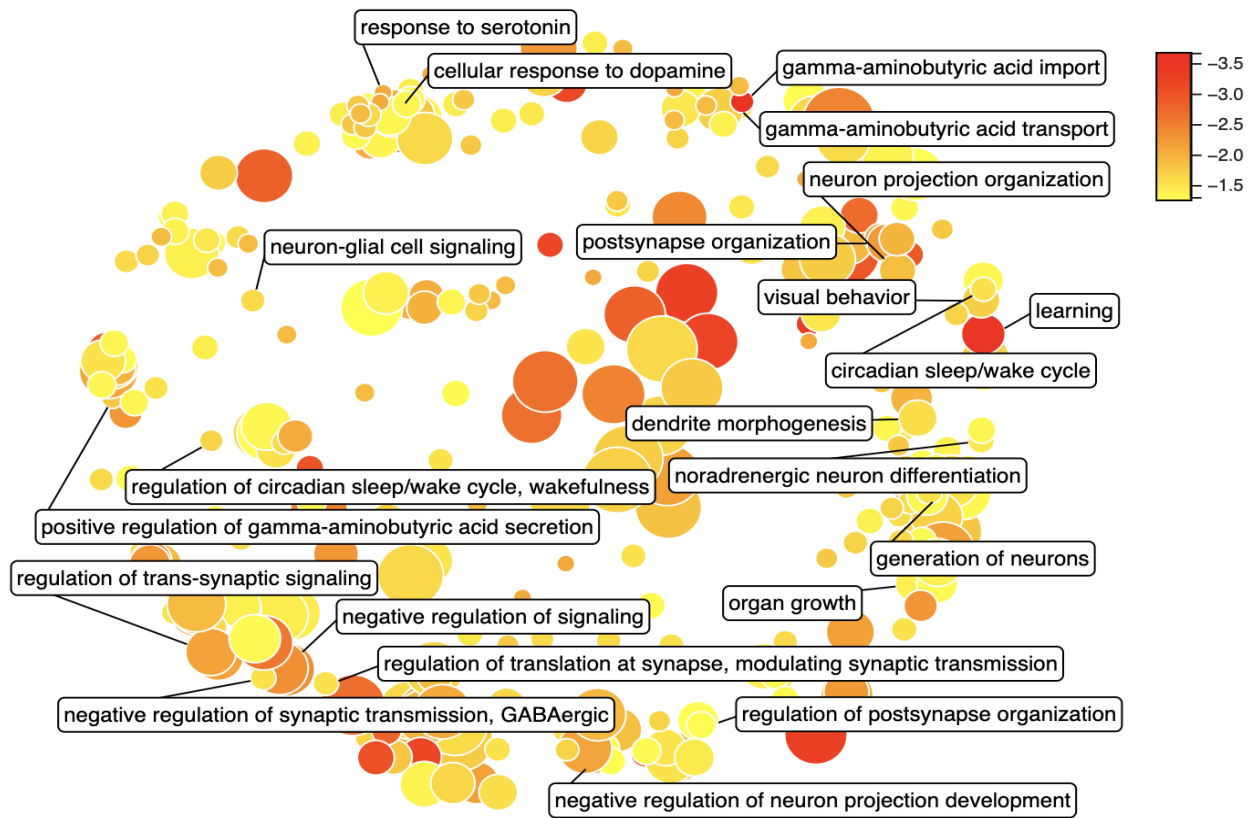 response to serotonin
cellular response to dopamine
gamma-aminobutyric acid import
−3.5
−3.0
gamma-aminobutyric acid transport
−2.5
−2.0
neuron projection organization
−1.5
neuron-glial cell signaling
postsynapse organization
visual behavior
learning
circadian sleep/wake cycle
dendrite morphogenesis
noradrenergic neuron differentiation
regulation of circadian sleep/wake cycle, wakefulness
positive regulation of gamma-aminobutyric acid secretion
generation of neurons
regulation of trans-synaptic signaling
organ growth
negative regulation of signaling
regulation of translation at synapse, modulating synaptic transmission
negative regulation of synaptic transmission, GABAergic
regulation of postsynapse organization
negative regulation of neuron projection development